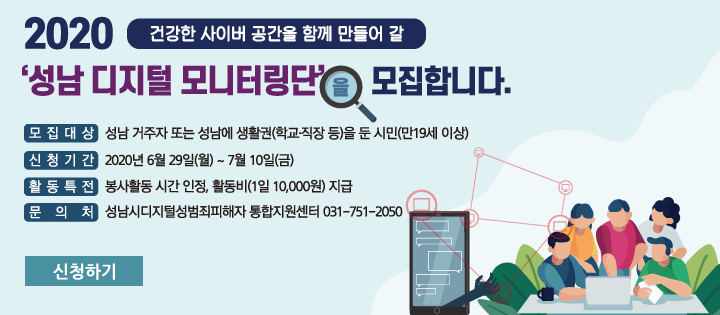 2020 건강한 사이버 공간을 함께 만들어 갈
‘성남 디지털 모니터링단’을 모집합니다.
모집대상 성남 거주자 또는 성남에 생활권(학교·직장 등)을 둔 시민(만19세 이상)
신청기간 2020년 6월 29일(월) ~ 7월 10일(금)
활동특전 봉사활동 시간 인정, 활동비(1일 10,000원) 지급
문 의 처 성남시디지털성범죄피해자 통합지원센터 031-751-2050
신청하기